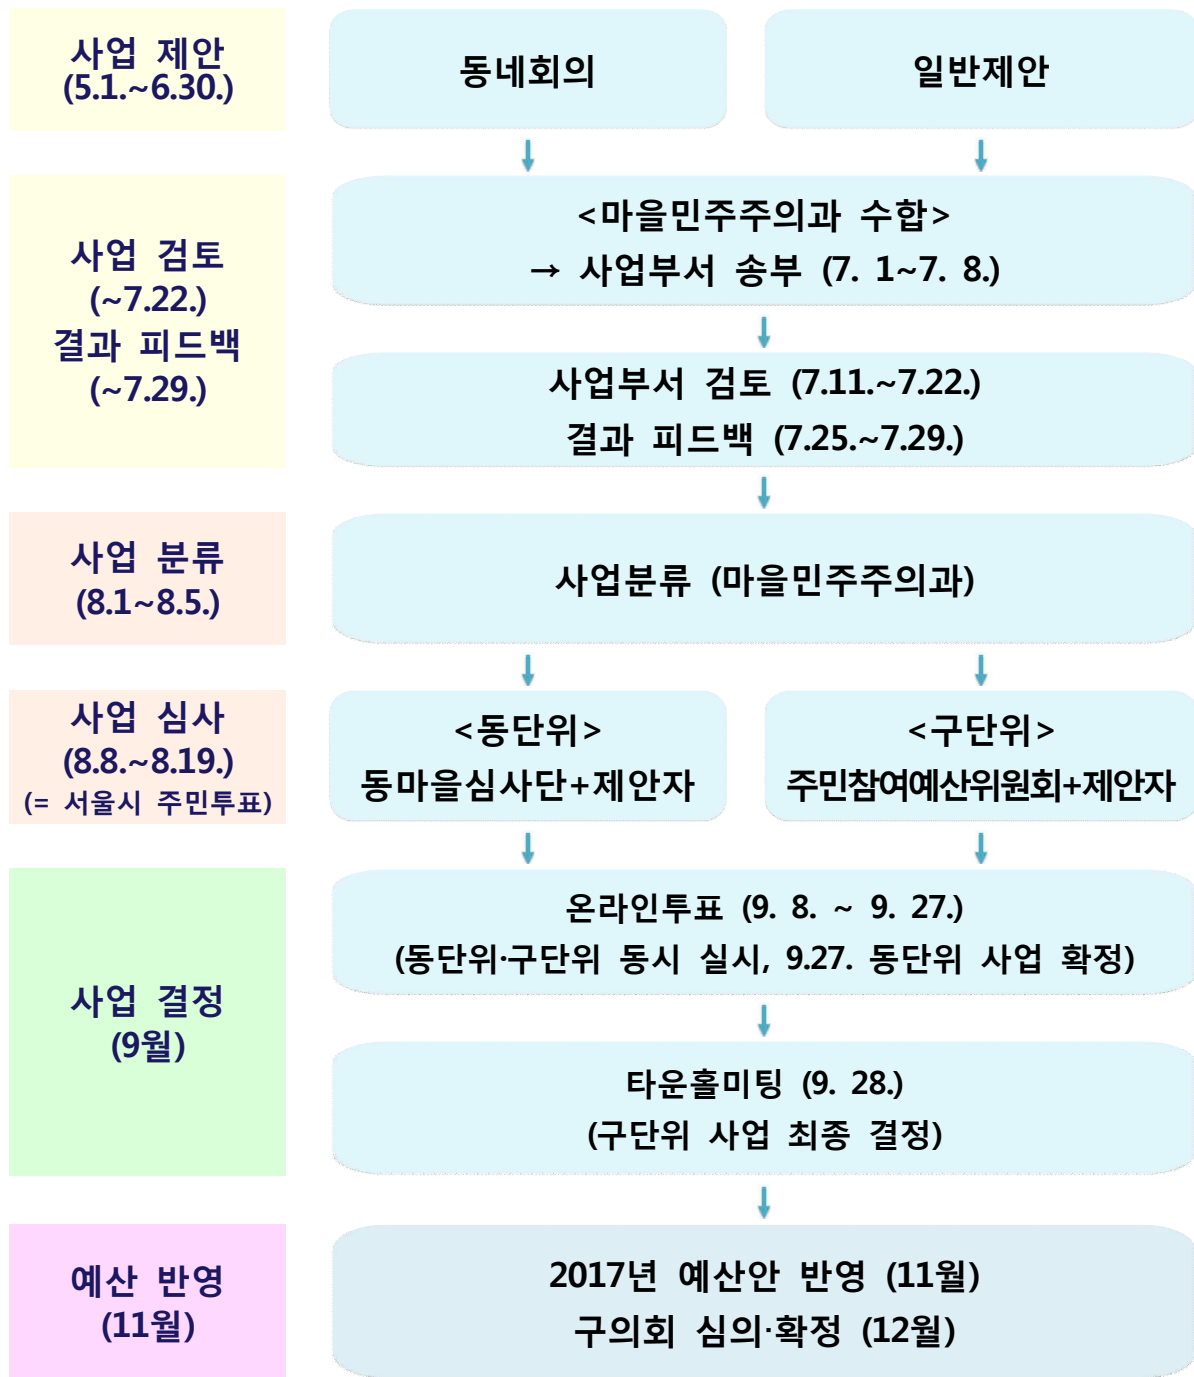 사업 제안
(5.1.~6.30.)
동네회의
일반제안
사업 검토
(~7.22.)
결과 피드백
(~7.29.)
<마을민주주의과 수합>
→ 사업부서 송부 (7. 1~7. 8.)
사업부서 검토 (7.11.~7.22.)
결과 피드백 (7.25.~7.29.)
사업 분류
(8.1~8.5.)
사업분류 (마을민주주의과)
사업 심사
(8.8.~8.19.)
(= 서울시 주민투표)
<동단위>
동마을심사단+제안자
<구단위>
주민참여예산위원회+제안자
사업 결정
(9월)
온라인투표 (9. 8. ~ 9. 27.)
(동단위·구단위 동시 실시, 9.27. 동단위 사업 확정)
타운홀미팅 (9. 28.)
(구단위 사업 최종 결정)
예산 반영
(11월)
2017년 예산안 반영 (11월)
구의회 심의·확정 (12월)